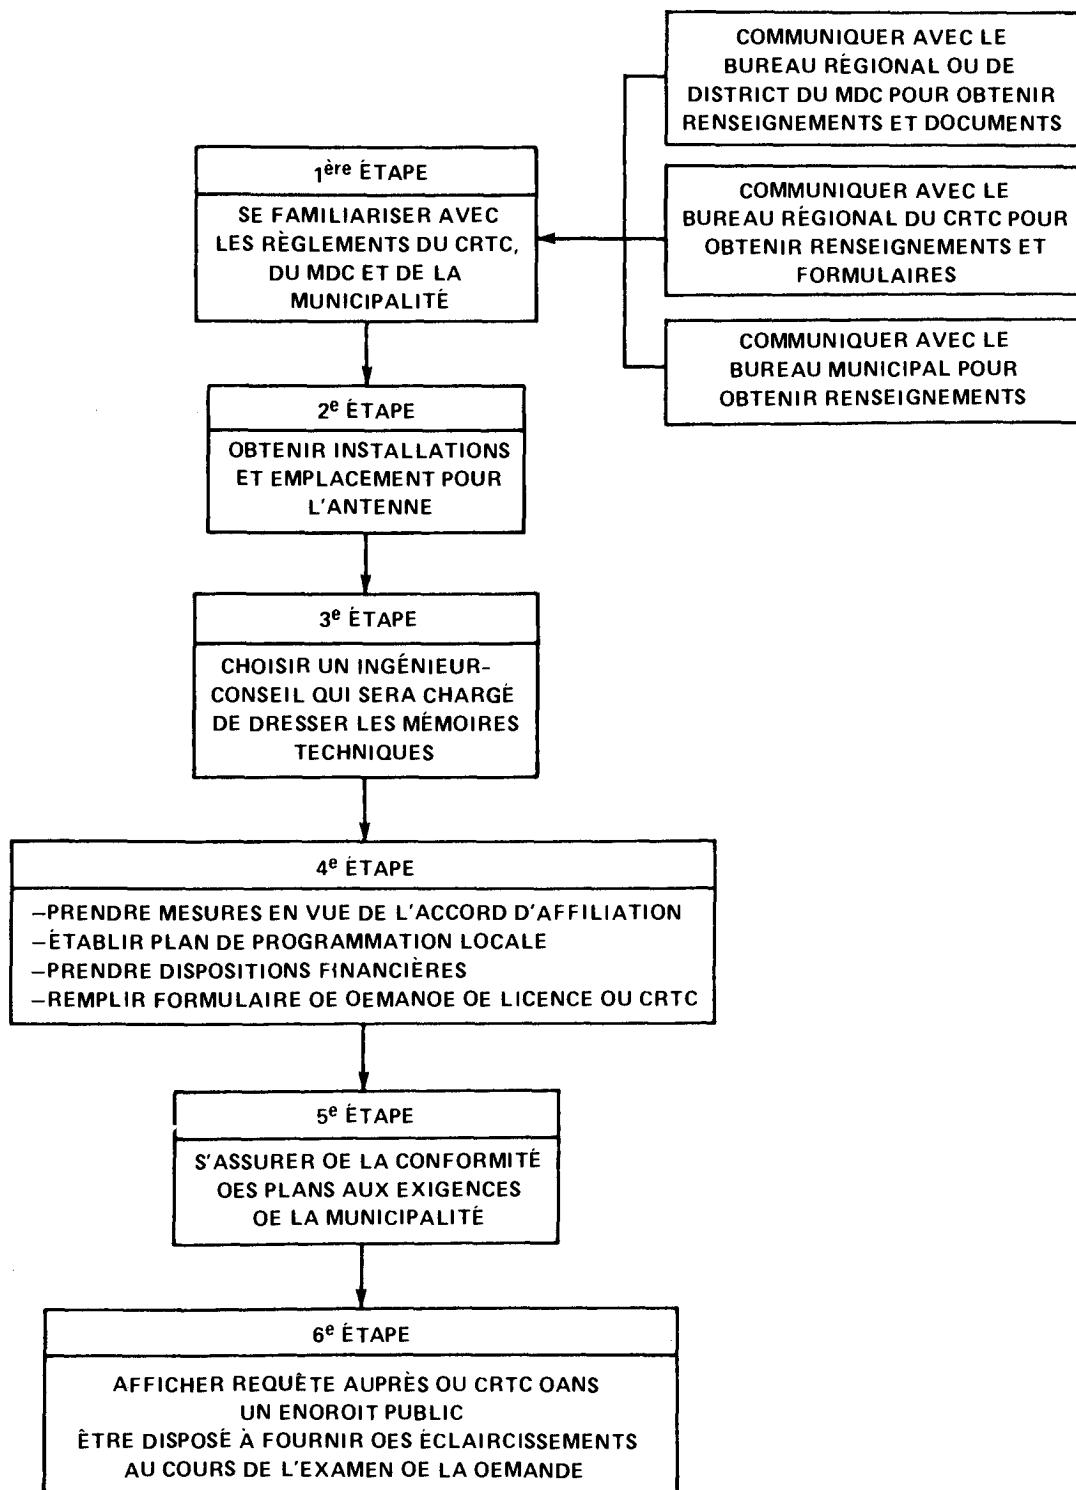 COMMUNIQUER AVEC LE
BUREAU RÉGIONAL OU DE
DISTRICT DU MDC POUR OBTENIR
RENSEIGNEMENTS ET DOCUMENTS
COMMUNIQUER AVEC LE
BUREAU RÉGIONAL DU CRTC POUR
OBTENIR RENSEIGNEMENTS ET
FORMULAIRES
COMMUNIQUER AVEC LE
BUREAU MUNICIPAL POUR
OBTENIR RENSEIGNEMENTS
1ère ÉTAPE
SE FAMILIARISER AVEC
LES RÈGLEMENTS DU CRTC,
DU MDC ET DE LA
MUNICIPALITÉ
2e ÉTAPE
OBTENIR INSTALLATIONS
ET EMPLACEMENT POUR
L'ANTENNE
3e ÉTAPE
CHOISIR UN INGÉNIEUR-
CONSEIL QUI SERA CHARGÉ
DE DRESSER LES MÉMOIRES
TECHNIQUES
4e ÉTAPE
–PRENDRE MESURES EN VUE DE L'ACCORD D'AFFILIATION
–ÉTABLIR PLAN DE PROGRAMMATION LOCALE
–PRENDRE DISPOSITIONS FINANCIÈRES
–REMPLIR FORMULAIRE OE OEMANOE OE LICENCE OU CRTC
5e ÉTAPE
S'ASSURER OE LA CONFORMITÉ
OES PLANS AUX EXIGENCES
OE LA MUNICIPALITÉ
6e ÉTAPE
AFFICHER REQUÊTE AUPRÈS OU CRTC OANS
UN ENOROIT PUBLIC
ÊTRE DISPOSÉ À FOURNIR OES ÉCLAIRCISSEMENTS
AU COURS DE L'EXAMEN OE LA OEMANDE